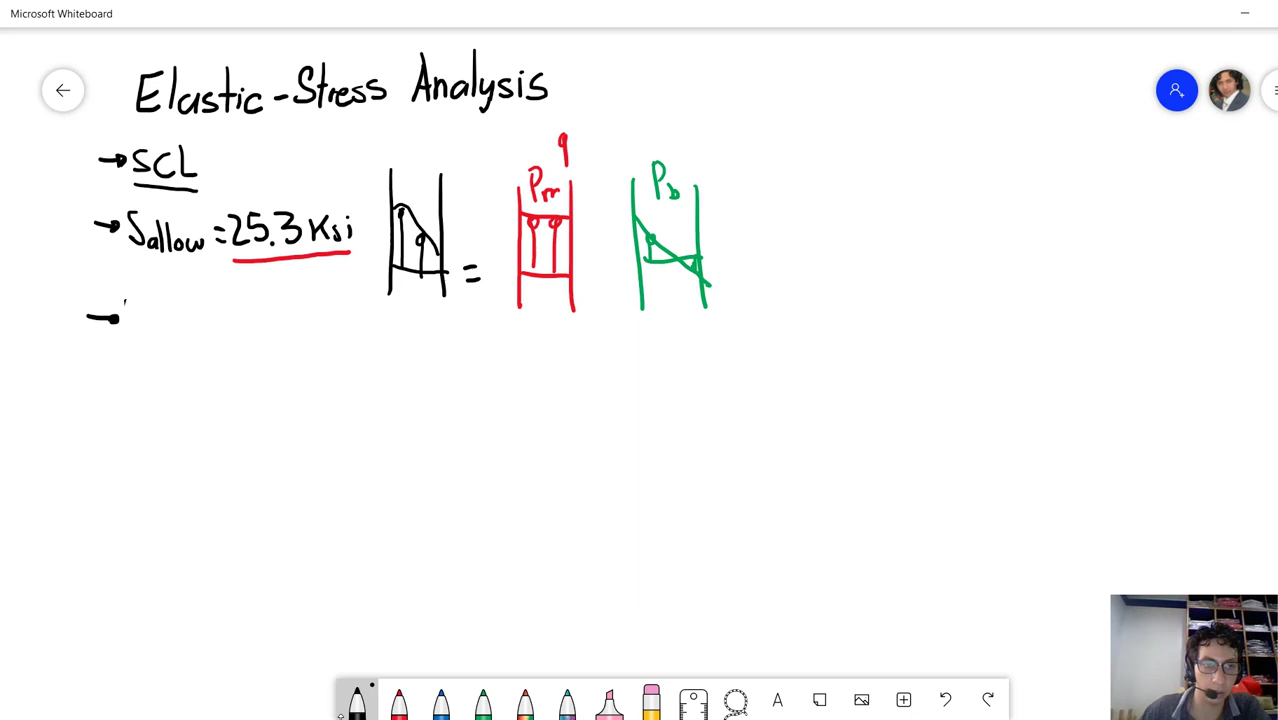 Microsoft Whiteboard
Elastic-Stress Analysis
→ SCL
→ Sallow = 25.3 Ksi
=
Pm
Pb
A